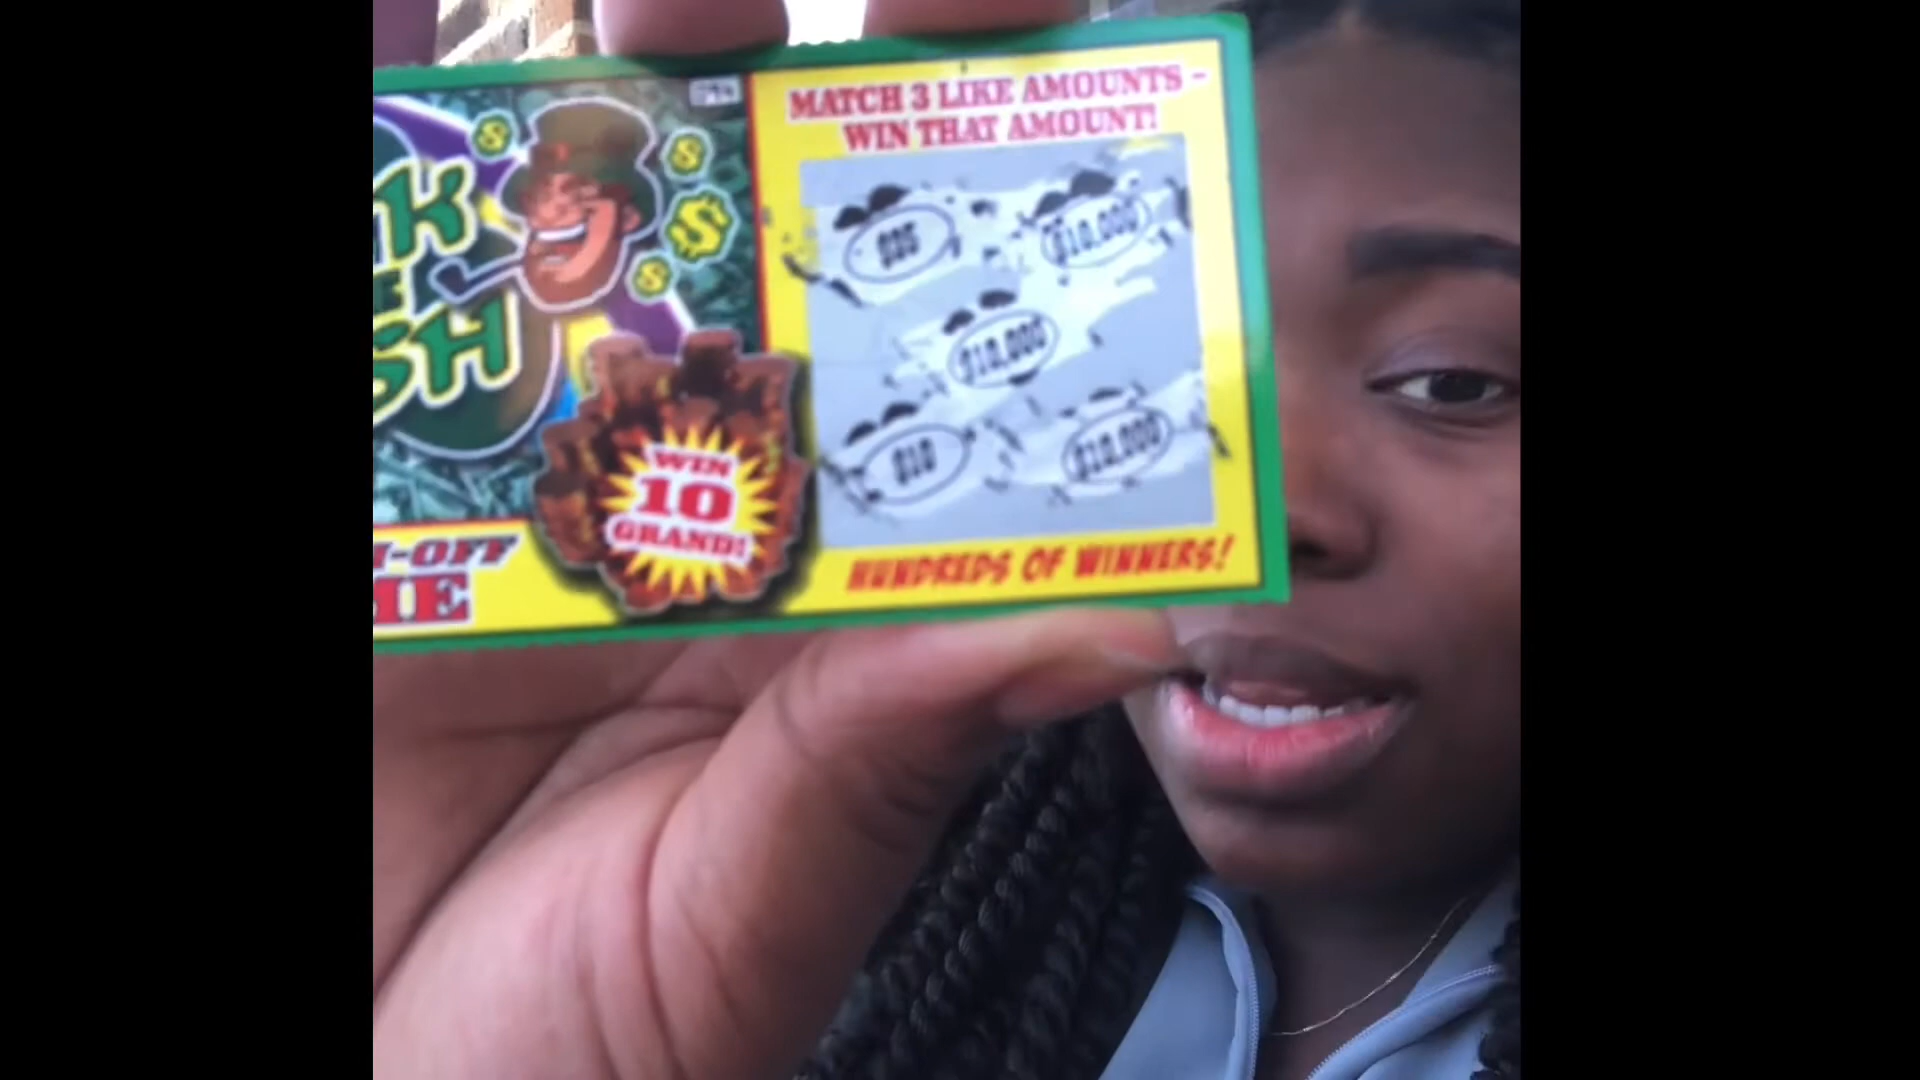 MATCH 3 LIKE AMOUNTS -
WIN THAT AMOUNT!
$10,000
$10,000
$10
$10,000
WIN
10
GRAND!
HUNDREDS OF WINNERS!